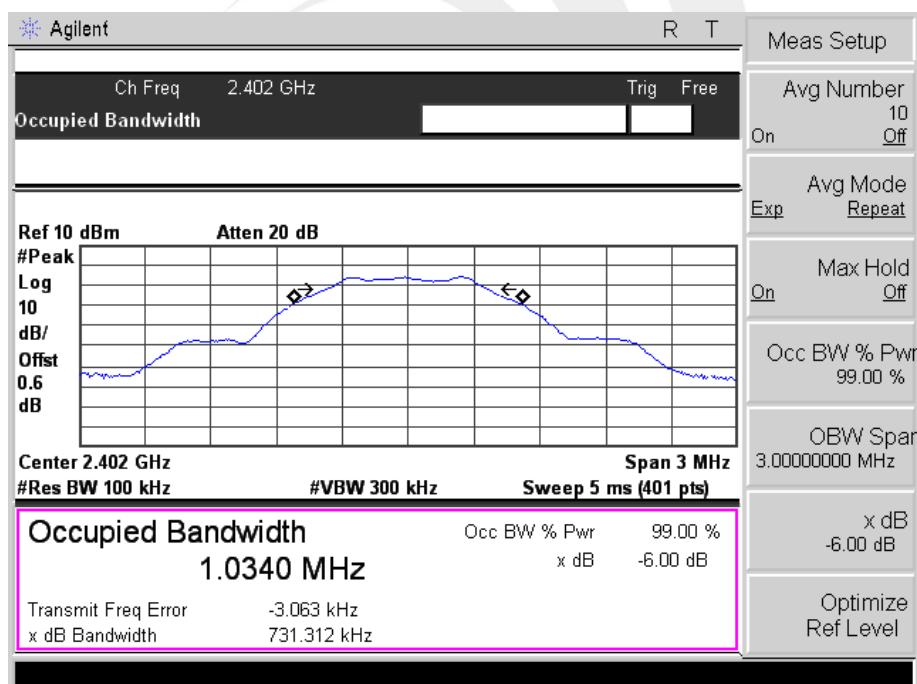 Agilent
R T
Ch Freq 2.402 GHz Trig Free
Occupied Bandwidth
Ref 10 dBm Atten 20 dB
#Peak
Log
10
dB/
Offst
0.6
dB
Center 2.402 GHz Span 3 MHz
#Res BW 100 kHz #VBW 300 kHz Sweep 5 ms (401 pts)
Occupied Bandwidth
1.0340 MHz
Occ BW % Pwr 99.00 %
x dB -6.00 dB
Transmit Freq Error -3.063 kHz
x dB Bandwidth 731.312 kHz
Meas Setup
Avg Number
10
On Off
Avg Mode
Exp Repeat
Max Hold
On Off
Occ BW % Pwr
99.00 %
OBW Span
3.00000000 MHz
x dB
-6.00 dB
Optimize
Ref Level